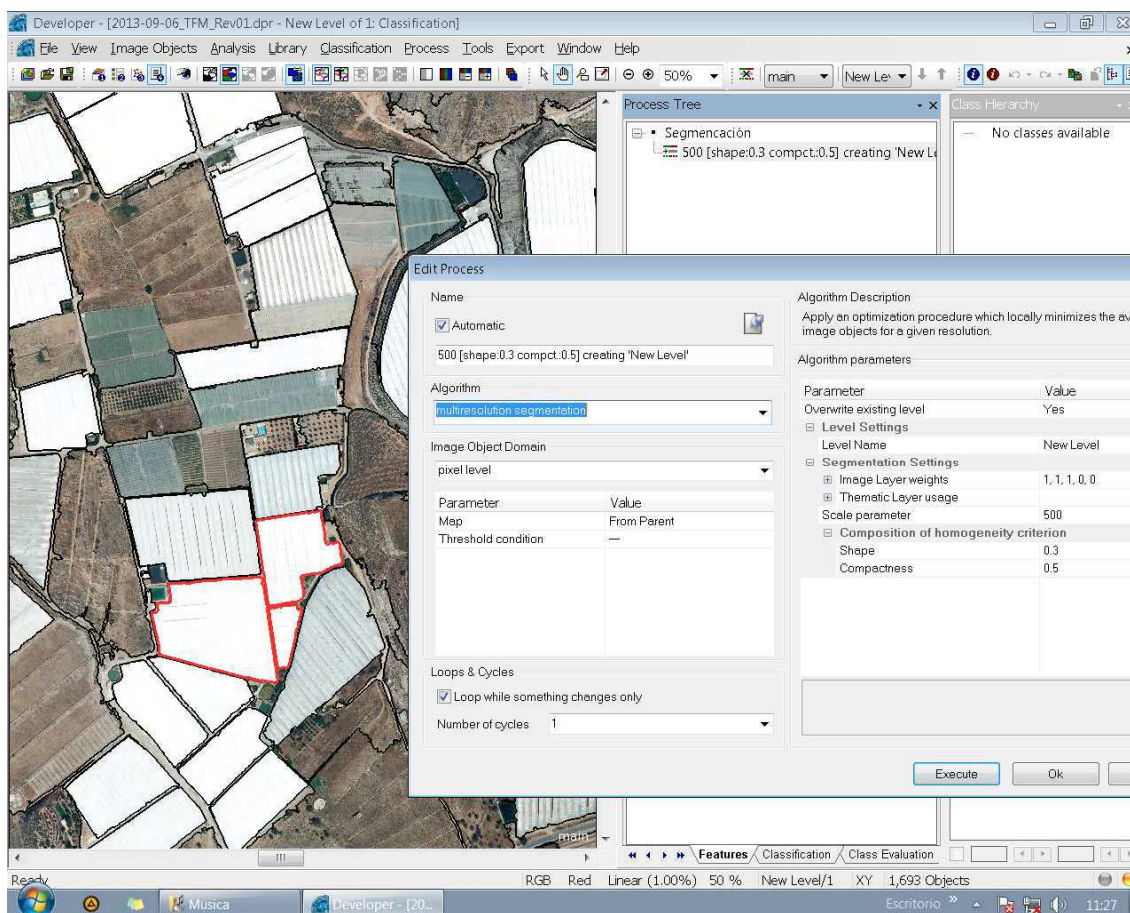 Developer - [2013-09-06_TFM_Rev01.dpr - New Level of 1: Classification]
File View Image Objects Analysis Library Classification Process Tools Export Window Help
50% main New Le
Process Tree
Class Hierarchy
Segmencación
500 [shape:0.3 compct.:0.5] creating 'New Le
No classes available
Edit Process
Name
Automatic
500 [shape:0.3 compct.:0.5] creating 'New Level'
Algorithm
multiresolution segmentation
Image Object Domain
pixel level
Parameter Value
Map From Parent
Threshold condition —
Loops & Cycles
Loop while something changes only
Number of cycles 1
Algorithm Description
Apply an optimization procedure which locally minimizes the av
image objects for a given resolution.
Algorithm parameters
Parameter Value
Overwrite existing level Yes
Level Settings
Level Name New Level
Segmentation Settings
Image Layer weights 1, 1, 1, 0, 0
Thematic Layer usage
Scale parameter 500
Composition of homogeneity criterion
Shape 0.3
Compactness 0.5
Execute Ok
main
Features Classification Class Evaluation
Ready RGB Red Linear (1.00%) 50 % New Level/1 XY 1,693 Objects
Musica Developer - [20... Escritorio 11:27